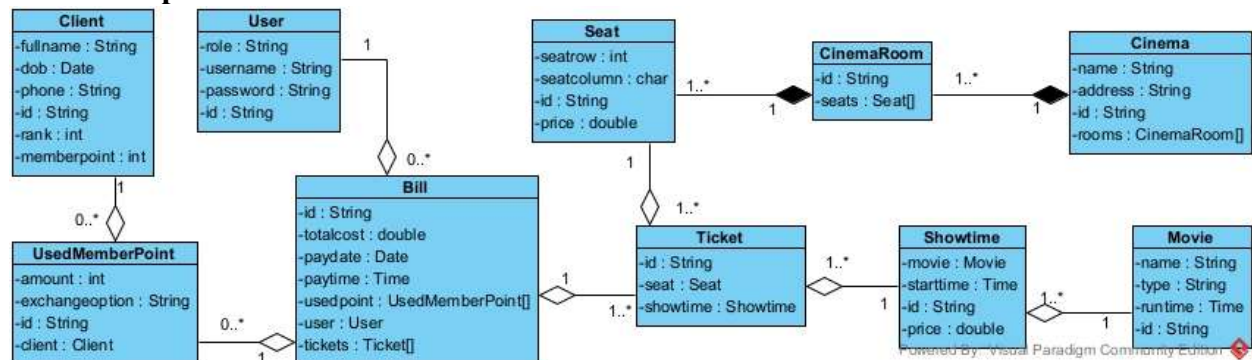 Client
-fullname : String
-dob : Date
-phone : String
-id : String
-rank : int
-memberpoint : int
User
-role : String
-username : String
-password : String
-id : String
Seat
-seatrow : int
-seatcolumn : char
-id : String
-price : double
CinemaRoom
-id : String
-seats : Seat[]
Cinema
-name : String
-address : String
-id : String
-rooms : CinemaRoom[]
1
0..*
1..*
1
1..*
1
1
0..*
1
1..*
UsedMemberPoint
-amount : int
-exchangeoption : String
-id : String
-client : Client
0..*
1
Bill
-id : String
-totalcost : double
-paydate : Date
-paytime : Time
-usedpoint : UsedMemberPoint[]
-user : User
-tickets : Ticket[]
1
1..*
Ticket
-id : String
-seat : Seat
-showtime : Showtime
1..*
1
Showtime
-movie : Movie
-starttime : Time
-id : String
-price : double
1..*
1
Movie
-name : String
-type : String
-runtime : Time
-id : String
Powered By: Visual Paradigm Community Edition